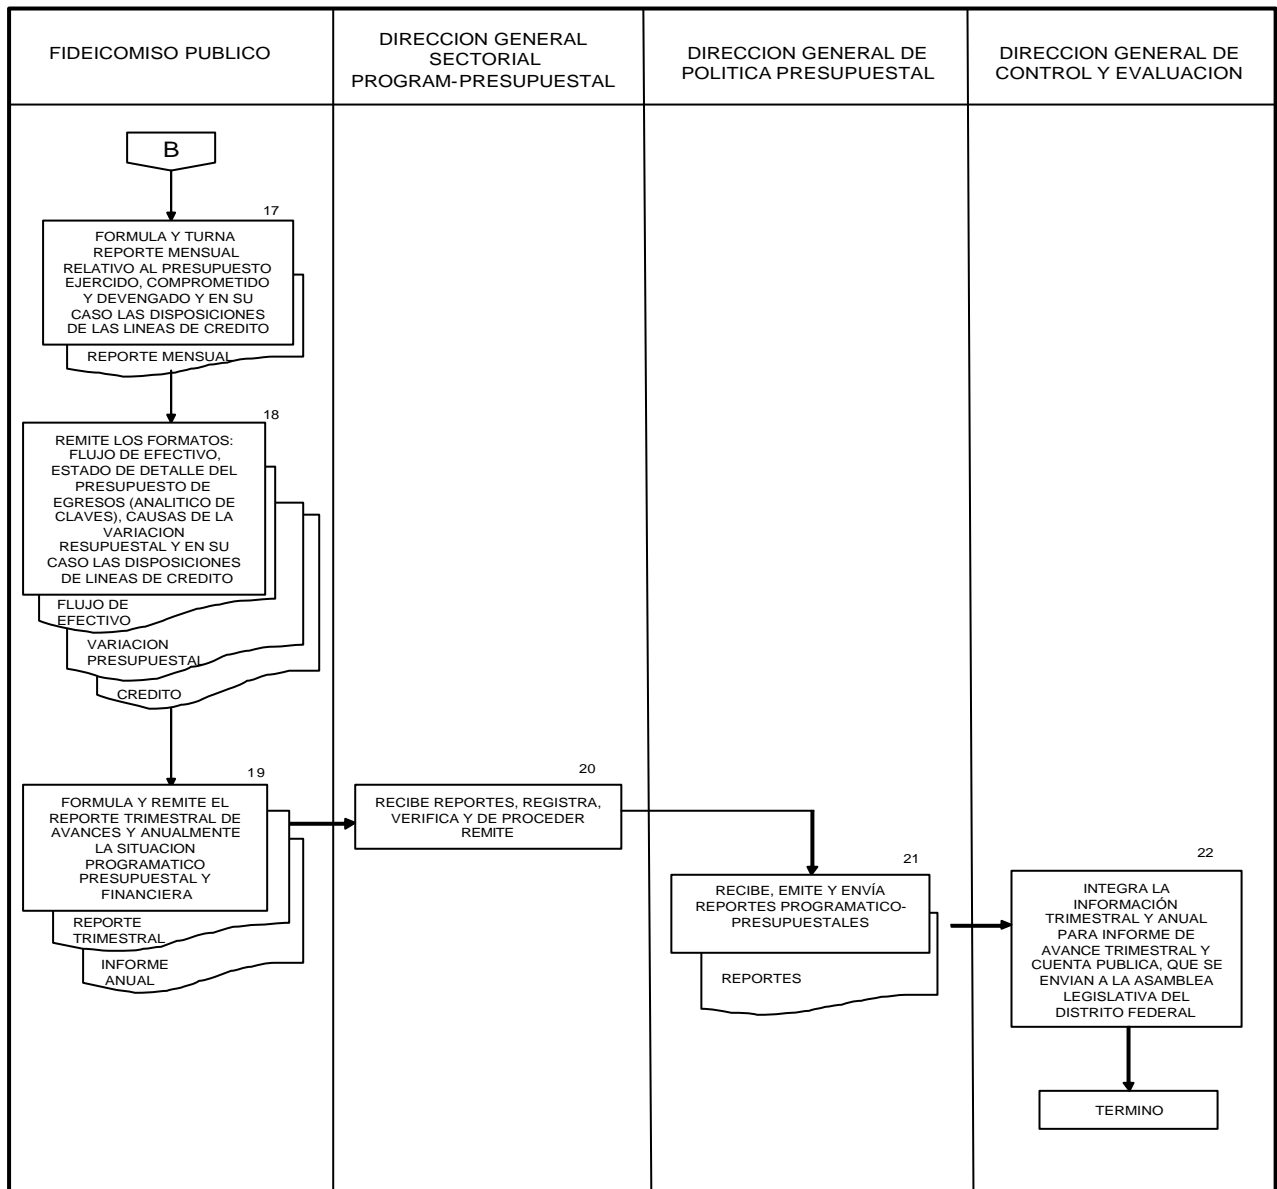 FIDEICOMISO PUBLICO
DIRECCION GENERAL
SECTORIAL
PROGRAM-PRESUPUESTAL
DIRECCION GENERAL DE
POLITICA PRESUPUESTAL
DIRECCION GENERAL DE
CONTROL Y EVALUACION
B
17
FORMULA Y TURNA
REPORTE MENSUAL
RELATIVO AL PRESUPUESTO
EJERCIDO, COMPROMETIDO
Y DEVENGADO Y EN SU
CASO LAS DISPOSICIONES
DE LAS LINEAS DE CREDITO
REPORTE MENSUAL
18
REMITE LOS FORMATOS:
FLUJO DE EFECTIVO,
ESTADO DE DETALLE DEL
PRESUPUESTO DE
EGRESOS (ANALITICO DE
CLAVES), CAUSAS DE LA
VARIACION
RESUPUESTAL Y EN SU
CASO LAS DISPOSICIONES
DE LINEAS DE CREDITO
FLUJO DE
EFECTIVO
VARIACION
PRESUPUESTAL
CREDITO
19
FORMULA Y REMITE EL
REPORTE TRIMESTRAL DE
AVANCES Y ANUALMENTE
LA SITUACION
PROGRAMATICO
PRESUPUESTAL Y
FINANCIERA
REPORTE
TRIMESTRAL
INFORME
ANUAL
20
RECIBE REPORTES, REGISTRA,
VERIFICA Y DE PROCEDER
REMITE
21
RECIBE, EMITE Y ENVÍA
REPORTES PROGRAMATICO-
PRESUPUESTALES
REPORTES
22
INTEGRA LA
INFORMACIÓN
TRIMESTRAL Y ANUAL
PARA INFORME DE
AVANCE TRIMESTRAL Y
CUENTA PUBLICA, QUE SE
ENVIAN A LA ASAMBLEA
LEGISLATIVA DEL
DISTRITO FEDERAL
TERMINO